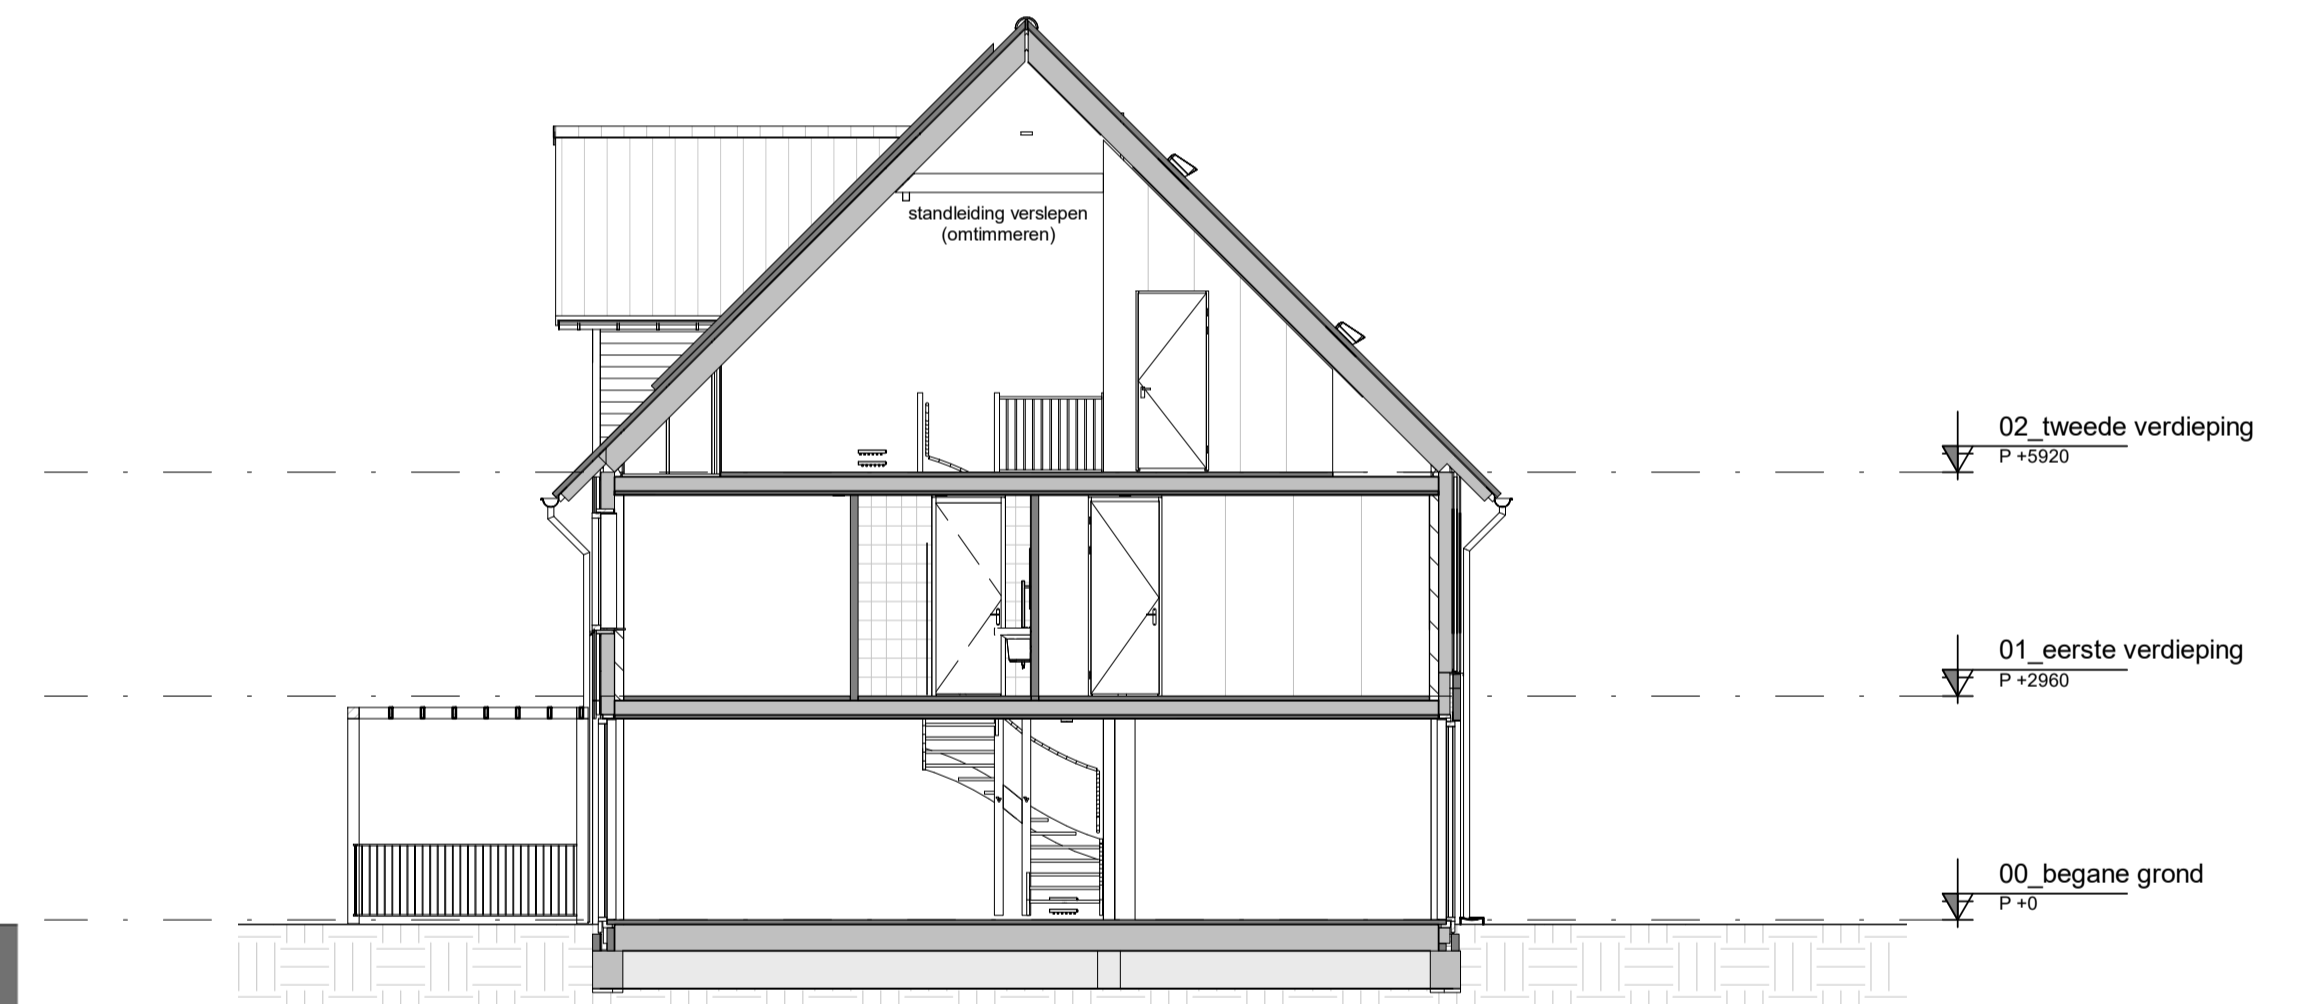 standleiding verslepen
(omtimmeren)
02_tweede verdieping
P +5920
01_eerste verdieping
P +2960
00_begane grond
P +0